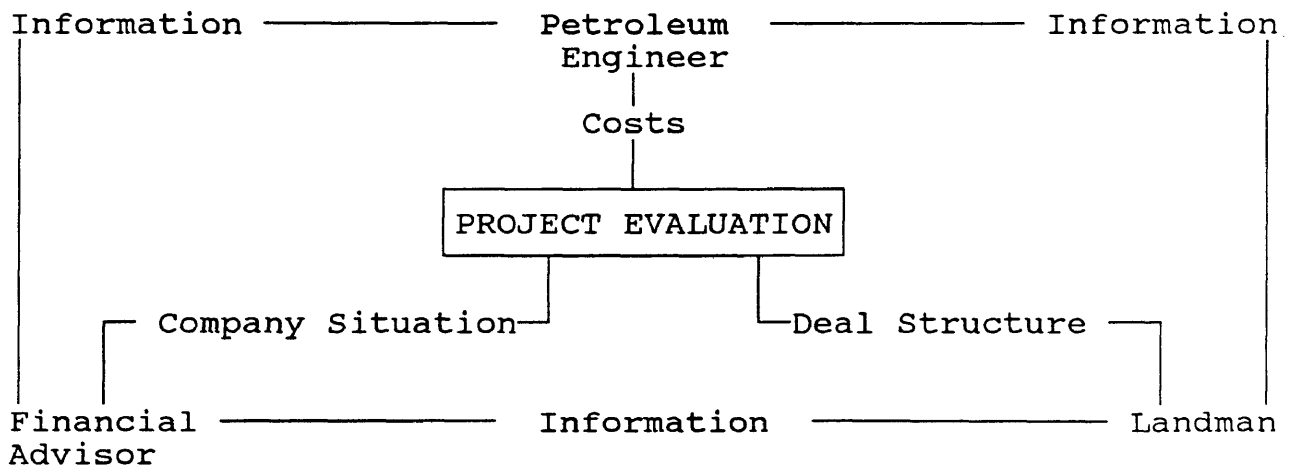 Information Petroleum Information
Engineer
Costs
PROJECT EVALUATION
Company Situation Deal Structure
Financial Information Landman
Advisor